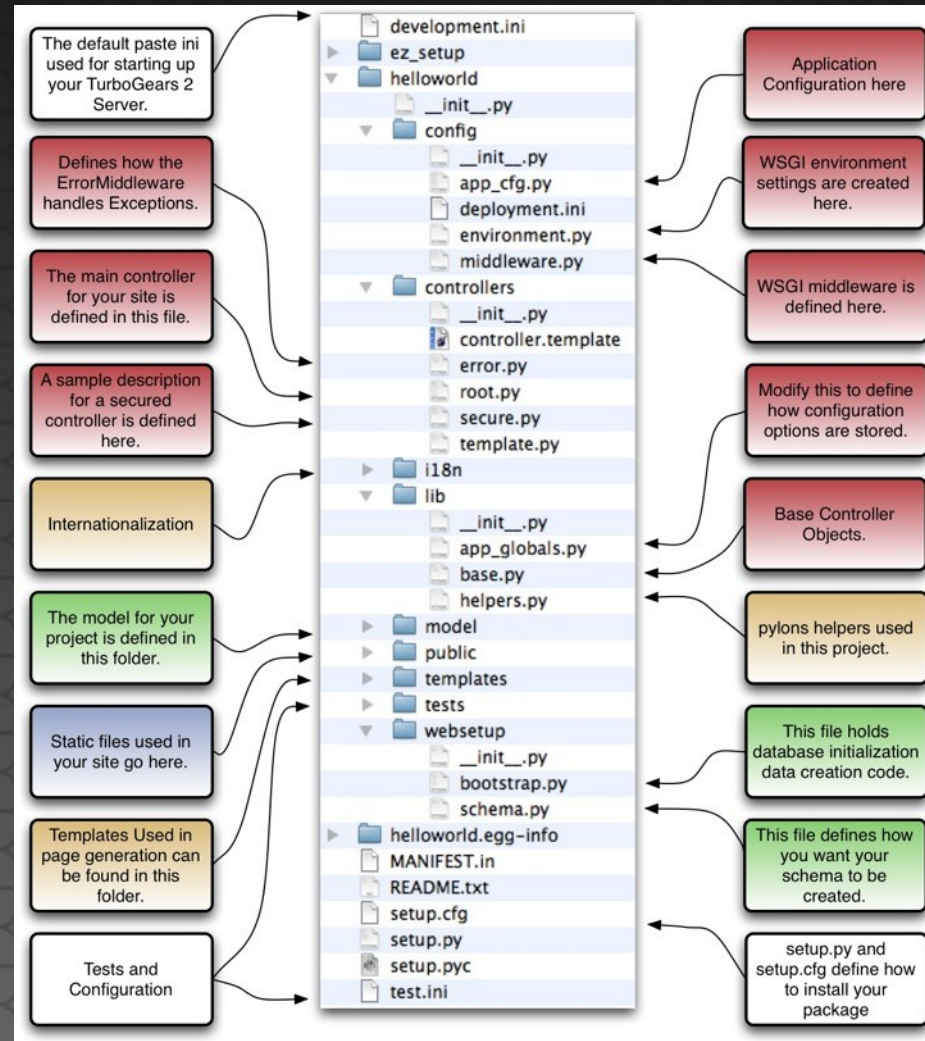 The default paste ini
used for starting up
your TurboGears 2
Server.
Defines how the
ErrorMiddleware
handles Exceptions.
The main controller
for your site is
defined in this file.
A sample description
for a secured
controller is defined
here.
Internationalization
The model for your
project is defined in
this folder.
Static files used in
your site go here.
Templates Used in
page generation can
be found in this
folder.
Tests and
Configuration
development.ini
ez_setup
helloworld
__init__.py
config
__init__.py
app_cfg.py
deployment.ini
environment.py
middleware.py
controllers
__init__.py
controller.template
error.py
root.py
secure.py
template.py
i18n
lib
__init__.py
app_globals.py
base.py
helpers.py
model
public
templates
tests
websetup
__init__.py
bootstrap.py
schema.py
helloworld.egg-info
MANIFEST.in
README.txt
setup.cfg
setup.py
setup.pyc
test.ini
Application
Configuration here
WSGI environment
settings are created
here.
WSGI middleware is
defined here.
Modify this to define
how configuration
options are stored.
Base Controller
Objects.
pylons helpers used
in this project.
This file holds
database initialization
data creation code.
This file defines how
you want your
schema to be
created.
setup.py and
setup.cfg define how
to install your
package